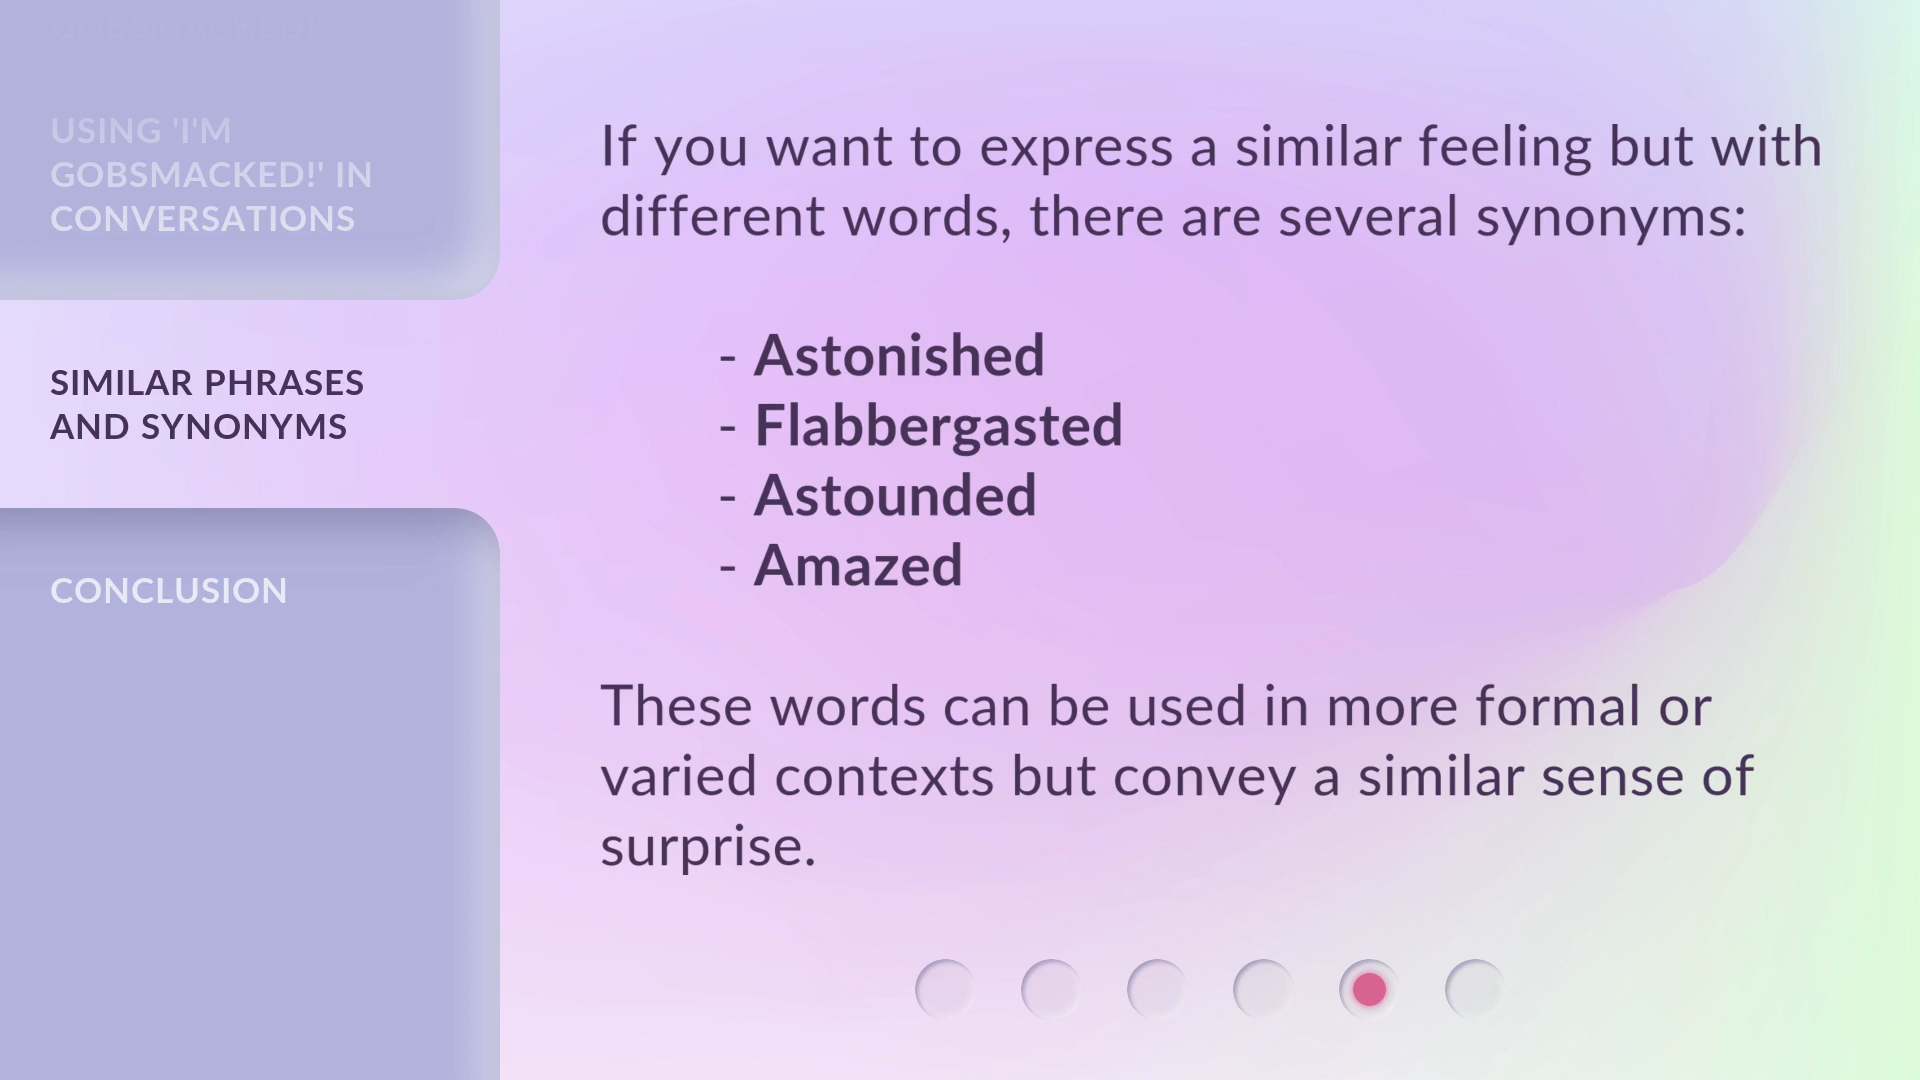 GOBSMACKED!'
USING 'I'M
GOBSMACKED!' IN
CONVERSATIONS
SIMILAR PHRASES
AND SYNONYMS
CONCLUSION
If you want to express a similar feeling but with
different words, there are several synonyms:
- Astonished
- Flabbergasted
- Astounded
- Amazed
These words can be used in more formal or
varied contexts but convey a similar sense of
surprise.